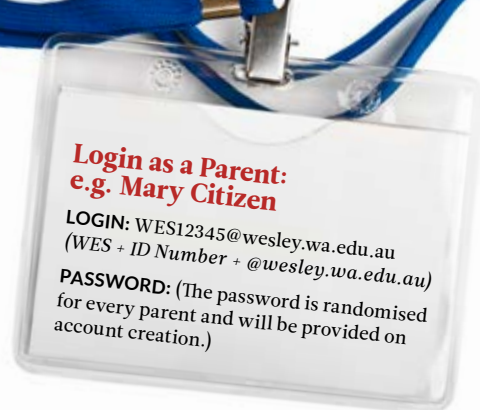 Login as a Parent:
e.g. Mary Citizen
LOGIN: WES12345@wesley.wa.edu.au
(WES + ID Number + @wesley.wa.edu.au)
PASSWORD: (The password is randomised
for every parent and will be provided on
account creation.)